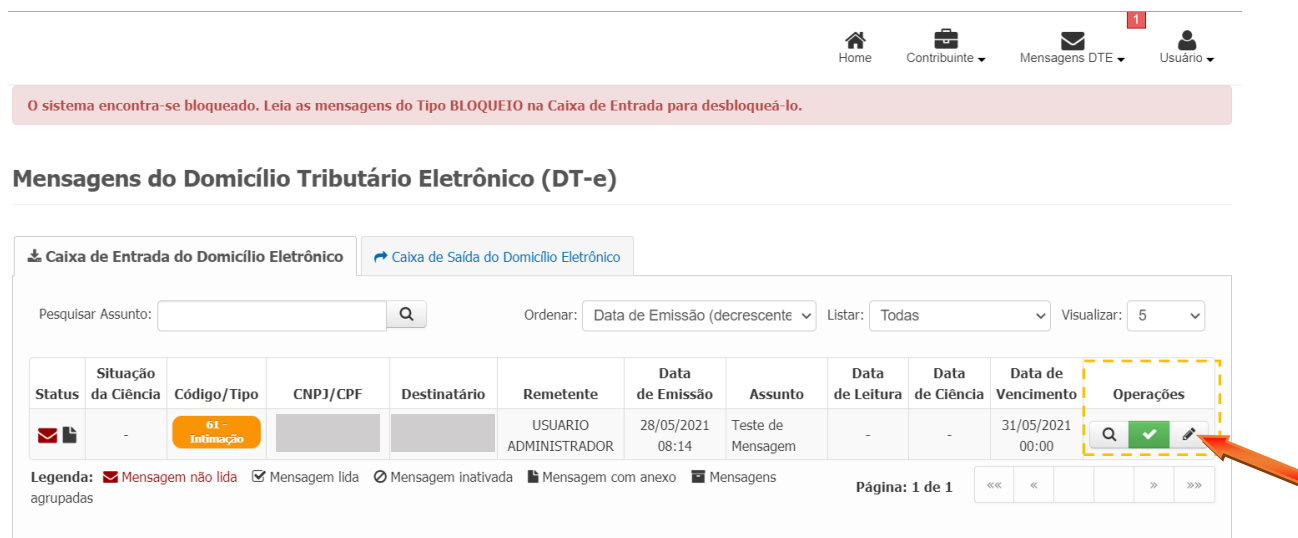 1
Home Contribuinte Mensagens DTE Usuário
O sistema encontra-se bloqueado. Leia as mensagens do Tipo BLOQUEIO na Caixa de Entrada para desbloqueá-lo.
Mensagens do Domicílio Tributário Eletrônico (DT-e)
Caixa de Entrada do Domicílio Eletrônico Caixa de Saída do Domicílio Eletrônico
Pesquisar Assunto: Ordenar: Data de Emissão (decrescente Listar: Todas Visualizar: 5
Situação Data Data Data Data de
Status da Ciência Código/Tipo CNPJ/CPF Destinatário Remetente de Emissão Assunto de Leitura de Ciência Vencimento Operações
61 - USUARIO 28/05/2021 Teste de 31/05/2021
- Intimação ADMINISTRADOR 08:14 Mensagem - - 00:00
Legenda: Mensagem não lida Mensagem lida Mensagem inativada Mensagem com anexo Mensagens
agrupadas
Página: 1 de 1 «« « » »»